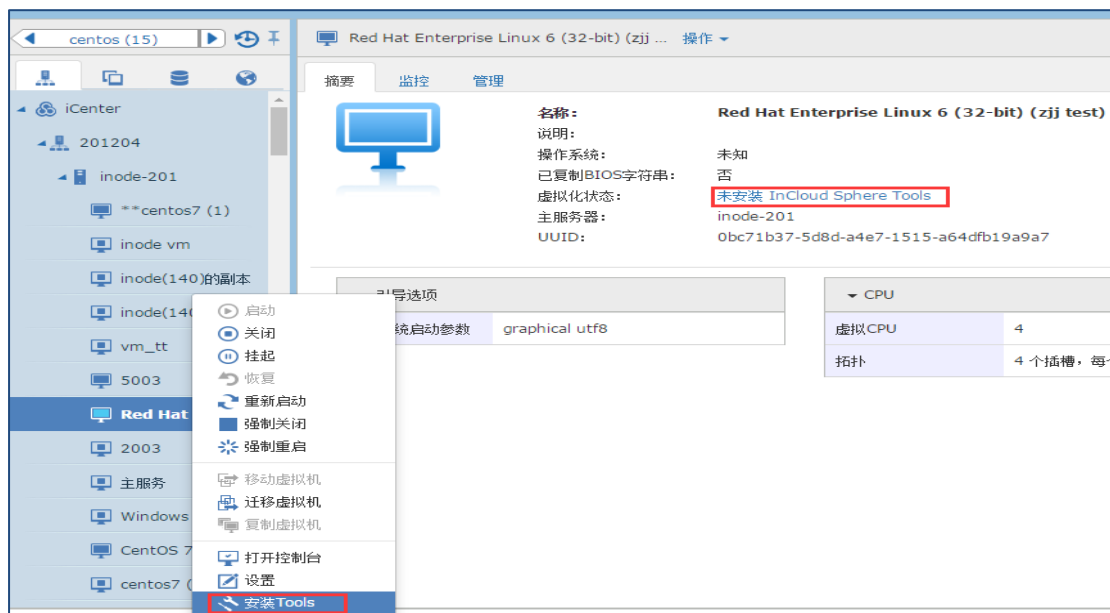 centos (15)
Red Hat Enterprise Linux 6 (32-bit) (zjj ... 操作
摘要 监控 管理
iCenter
201204
inode-201
**centos7 (1)
inode vm
inode(140)的副本
inode(14
vm_tt
5003
Red Hat
2003
主服务
Windows
CentOS 7
centos7 (
名称: Red Hat Enterprise Linux 6 (32-bit) (zjj test)
说明:
操作系统: 未知
已复制BIOS字符串: 否
虚拟化状态: 未安装 InCloud Sphere Tools
主服务器: inode-201
UUID: 0bc71b37-5d8d-a4e7-1515-a64dfb19a9a7
引导选项
统启动参数 graphical utf8
CPU
虚拟CPU 4
拓扑 4 个插槽，每
启动
关闭
挂起
恢复
重新启动
强制关闭
强制重启
移动虚拟机
迁移虚拟机
复制虚拟机
打开控制台
设置
安装Tools